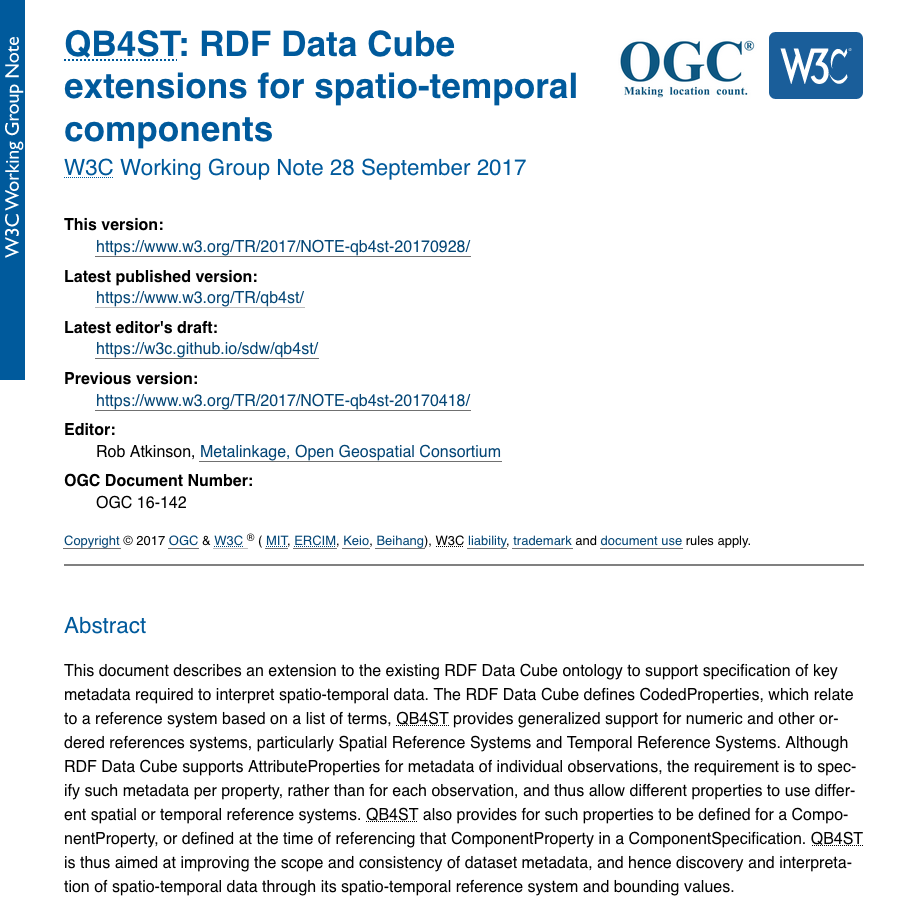 W3C Working Group Note
QB4ST: RDF Data Cube
extensions for spatio-temporal
components
OGC®
Making location count.
W3C
W3C Working Group Note 28 September 2017
This version:
https://www.w3.org/TR/2017/NOTE-qb4st-20170928/
Latest published version:
https://www.w3.org/TR/qb4st/
Latest editor's draft:
https://w3c.github.io/sdw/qb4st/
Previous version:
https://www.w3.org/TR/2017/NOTE-qb4st-20170418/
Editor:
Rob Atkinson, Metalinkage, Open Geospatial Consortium
OGC Document Number:
OGC 16-142
Copyright © 2017 OGC & W3C ® ( MIT, ERCIM, Keio, Beihang), W3C liability, trademark and document use rules apply.
Abstract
This document describes an extension to the existing RDF Data Cube ontology to support specification of key
metadata required to interpret spatio-temporal data. The RDF Data Cube defines CodedProperties, which relate
to a reference system based on a list of terms, QB4ST provides generalized support for numeric and other or-
dered references systems, particularly Spatial Reference Systems and Temporal Reference Systems. Although
RDF Data Cube supports AttributeProperties for metadata of individual observations, the requirement is to spec-
ify such metadata per property, rather than for each observation, and thus allow different properties to use differ-
ent spatial or temporal reference systems. QB4ST also provides for such properties to be defined for a Compo-
nentProperty, or defined at the time of referencing that ComponentProperty in a ComponentSpecification. QB4ST
is thus aimed at improving the scope and consistency of dataset metadata, and hence discovery and interpreta-
tion of spatio-temporal data through its spatio-temporal reference system and bounding values.